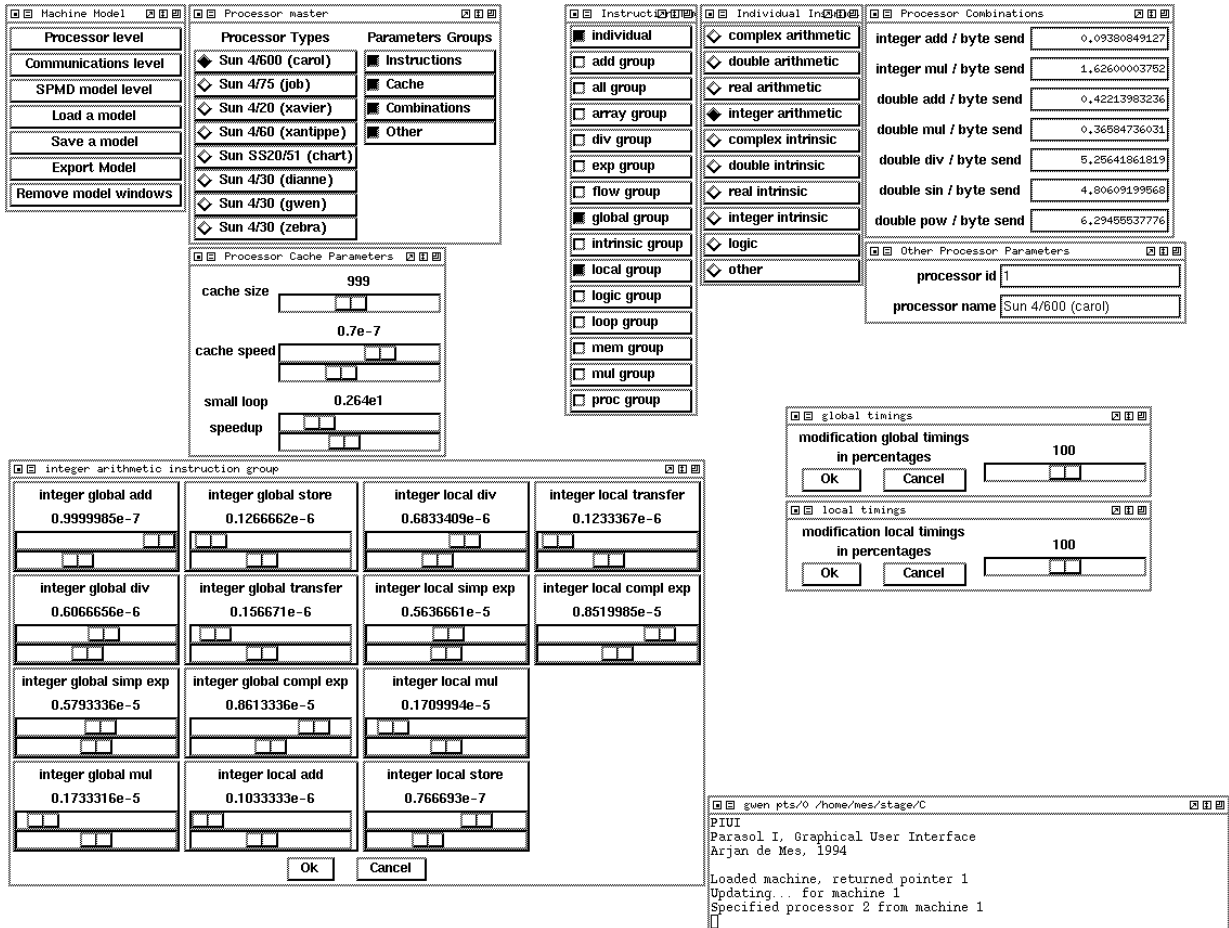 Machine Model
Processor level
Communications level
SPMD model level
Load a model
Save a model
Export Model
Remove model windows
Processor master
Processor Types
Parameters Groups
Sun 4/600 (carol)
Instructions
Sun 4/75 (job)
Cache
Sun 4/20 (xavier)
Combinations
Sun 4/60 (xantippe)
Other
Sun SS20/51 (chart)
Sun 4/30 (dianne)
Sun 4/30 (gwen)
Sun 4/30 (zebra)
Processor Cache Parameters
999
cache size
0.7e-7
cache speed
0.264e1
small loop
speedup
individual
add group
all group
array group
div group
exp group
flow group
global group
intrinsic group
local group
logic group
loop group
mem group
mul group
proc group
Individual
complex arithmetic
double arithmetic
real arithmetic
integer arithmetic
complex intrinsic
double intrinsic
real intrinsic
integer intrinsic
logic
other
Processor Combinations
integer add / byte send 0.09380849127
integer mul / byte send 1.62600003752
double add / byte send 0.42213983236
double mul / byte send 0.36584736031
double div / byte send 5.25641861819
double sin / byte send 4.80609199568
double pow / byte send 6.29455537776
Other Processor Parameters
processor id 1
processor name Sun 4/600 (carol)
global timings
modification global timings
in percentages
100
Ok Cancel
local timings
modification local timings
in percentages
100
Ok Cancel
integer arithmetic instruction group
integer global add integer global store integer local div integer local transfer
0.9999985e-7 0.1266662e-6 0.6833409e-6 0.1233367e-6
integer global div integer global transfer integer local simp exp integer local compl exp
0.6066656e-6 0.156671e-6 0.5636661e-5 0.8519985e-5
integer global simp exp integer global compl exp integer local mul
0.5793336e-5 0.8613336e-5 0.1709994e-5
integer global mul integer local add integer local store
0.1733316e-5 0.1033333e-6 0.766693e-7
Ok Cancel
gwen pts/0 /home/mes/stage/C
PIUI
Parasol I, Graphical User Interface
Arjan de Mes, 1994
Loaded machine, returned pointer 1
Updating... for machine 1
Specified processor 2 from machine 1